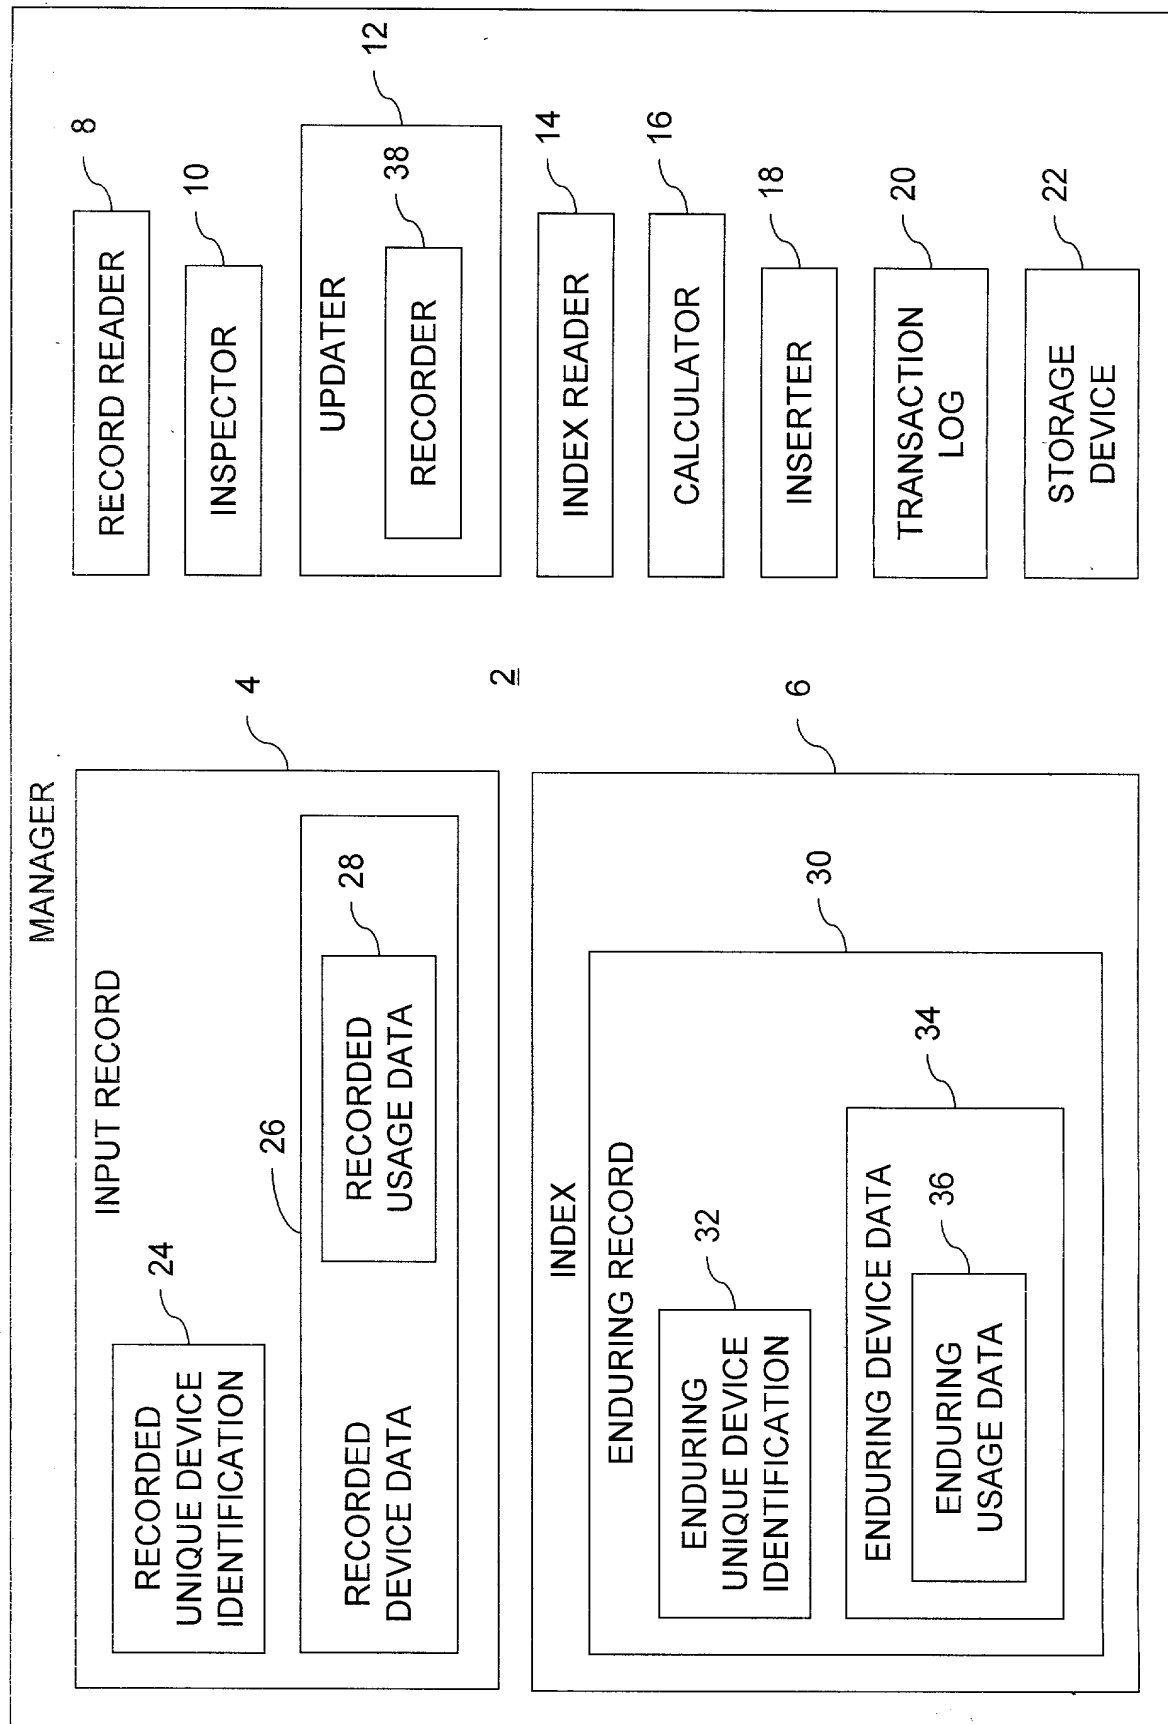 MANAGER
INPUT RECORD
4
RECORDED
UNIQUE DEVICE
IDENTIFICATION
24
26
RECORDED
DEVICE DATA
RECORDED
USAGE DATA
28
2
INDEX
6
ENDURING RECORD
30
ENDURING
UNIQUE DEVICE
IDENTIFICATION
32
ENDURING DEVICE DATA
34
ENDURING
USAGE DATA
36
RECORD READER
8
INSPECTOR
10
UPDATER
12
RECORDER
38
INDEX READER
14
CALCULATOR
16
INSERTER
18
TRANSACTION
LOG
20
STORAGE
DEVICE
22